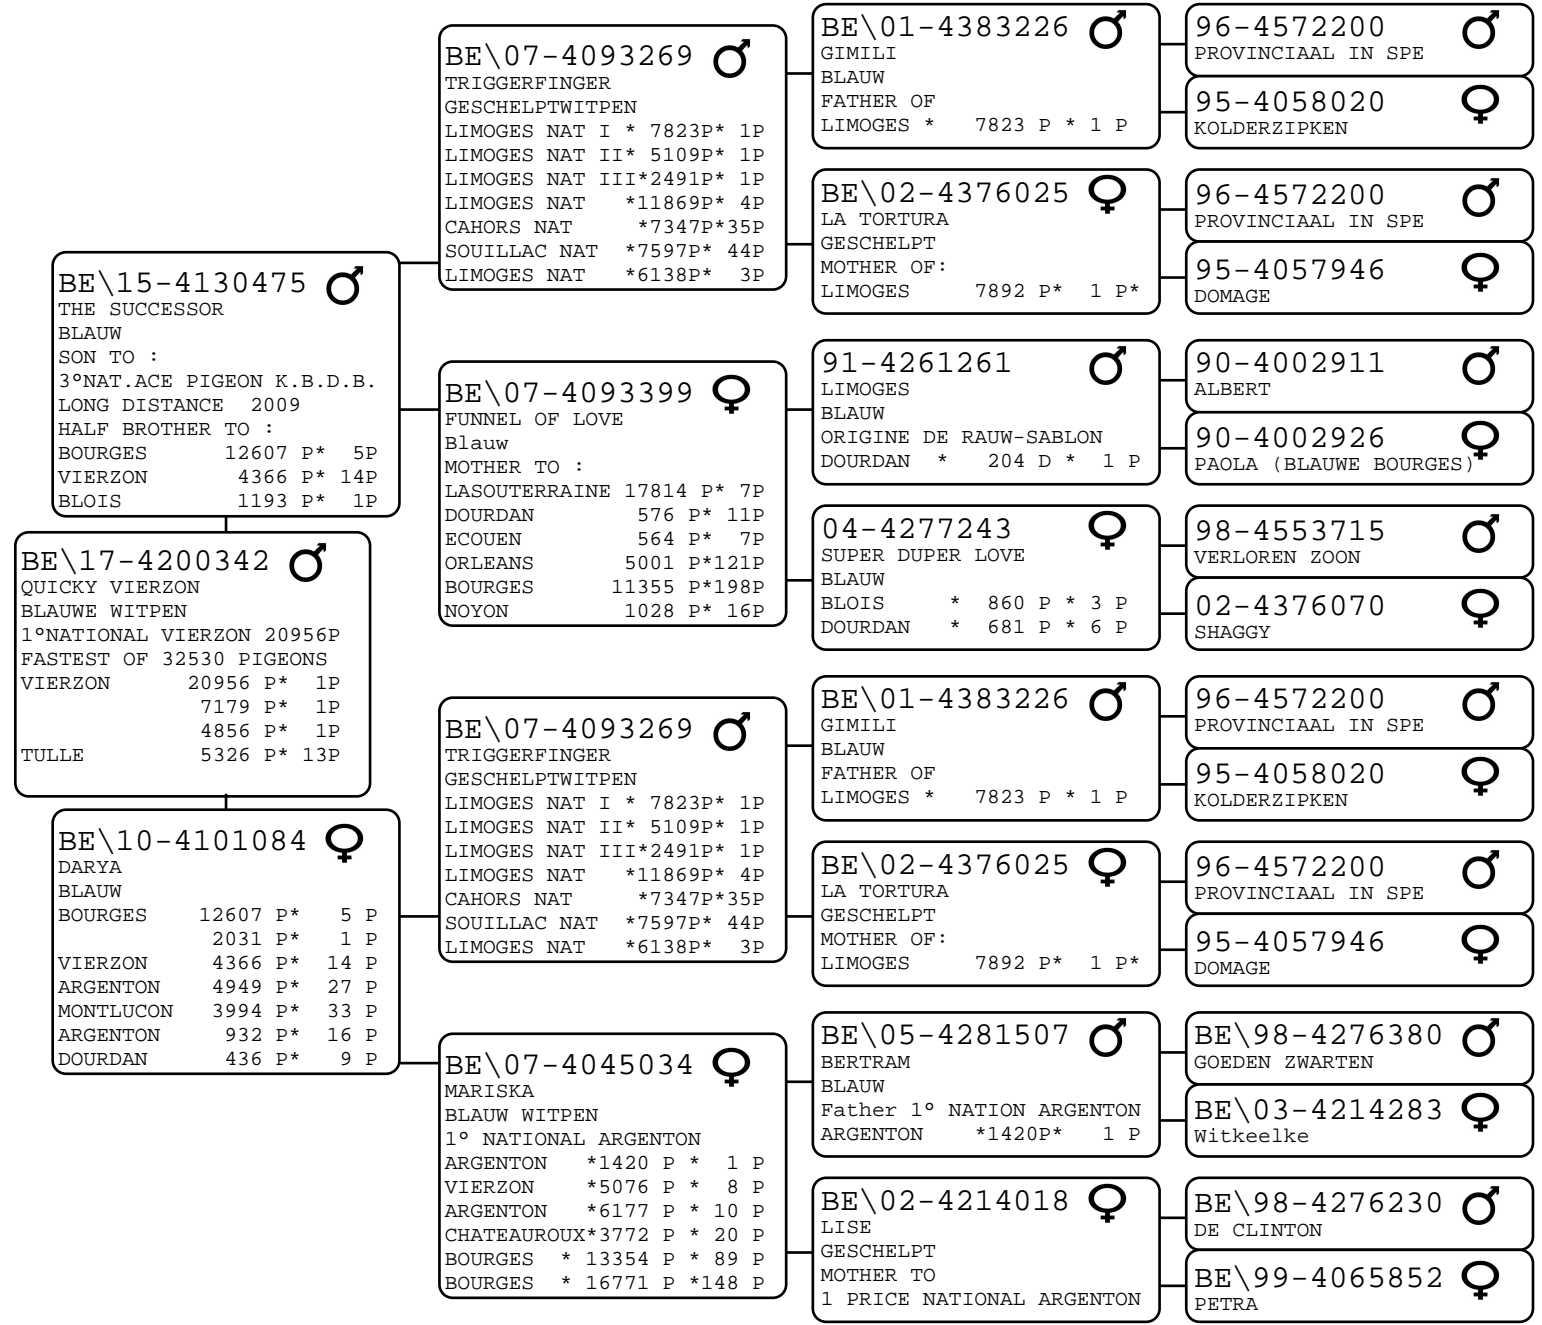 BE\17-4200342 ♂
QUICKY VIERZON
BLAUWE WITPEN
1°NATIONAL VIERZON 20956P
FASTEST OF 32530 PIGEONS
VIERZON 20956 P* 1P
7179 P* 1P
4856 P* 1P
TULLE 5326 P* 13P
BE\15-4130475 ♂
THE SUCCESSOR
BLAUW
SON TO :
3°NAT.ACE PIGEON K.B.D.B.
LONG DISTANCE 2009
HALF BROTHER TO :
BOURGES 12607 P* 5P
VIERZON 4366 P* 14P
BLOIS 1193 P* 1P
BE\10-4101084 ♀
DARYA
BLAUW
BOURGES 12607 P* 5 P
2031 P* 1 P
VIERZON 4366 P* 14 P
ARGENTON 4949 P* 27 P
MONTLUCON 3994 P* 33 P
ARGENTON 932 P* 16 P
DOURDAN 436 P* 9 P
BE\07-4093269 ♂
TRIGGERFINGER
GESCHELPTWITPEN
LIMOGES NAT I * 7823P* 1P
LIMOGES NAT II* 5109P* 1P
LIMOGES NAT III*2491P* 1P
LIMOGES NAT *11869P* 4P
CAHORS NAT *7347P*35P
SOUILLAC NAT *7597P* 44P
LIMOGES NAT *6138P* 3P
BE\07-4093399 ♀
FUNNEL OF LOVE
Blauw
MOTHER TO :
LASOUTERRAINE 17814 P* 7P
DOURDAN 576 P* 11P
ECOUEN 564 P* 7P
ORLEANS 5001 P*121P
BOURGES 11355 P*198P
NOYON 1028 P* 16P
BE\07-4093269 ♂
TRIGGERFINGER
GESCHELPTWITPEN
LIMOGES NAT I * 7823P* 1P
LIMOGES NAT II* 5109P* 1P
LIMOGES NAT III*2491P* 1P
LIMOGES NAT *11869P* 4P
CAHORS NAT *7347P*35P
SOUILLAC NAT *7597P* 44P
LIMOGES NAT *6138P* 3P
BE\07-4045034 ♀
MARISKA
BLAUW WITPEN
1° NATIONAL ARGENTON
ARGENTON *1420 P * 1 P
VIERZON *5076 P * 8 P
ARGENTON *6177 P * 10 P
CHATEAUROUX*3772 P * 20 P
BOURGES * 13354 P * 89 P
BOURGES * 16771 P *148 P
BE\01-4383226 ♂
GIMILI
BLAUW
FATHER OF
LIMOGES * 7823 P * 1 P
BE\02-4376025 ♀
LA TORTURA
GESCHELPT
MOTHER OF:
LIMOGES 7892 P* 1 P*
91-4261261 ♂
LIMOGES
BLAUW
ORIGINE DE RAUW-SABLON
DOURDAN * 204 D * 1 P
04-4277243 ♀
SUPER DUPER LOVE
BLAUW
BLOIS * 860 P * 3 P
DOURDAN * 681 P * 6 P
BE\01-4383226 ♂
GIMILI
BLAUW
FATHER OF
LIMOGES * 7823 P * 1 P
BE\02-4376025 ♀
LA TORTURA
GESCHELPT
MOTHER OF:
LIMOGES 7892 P* 1 P*
BE\05-4281507 ♂
BERTRAM
BLAUW
Father 1° NATION ARGENTON
ARGENTON *1420P* 1 P
BE\02-4214018 ♀
LISE
GESCHELPT
MOTHER TO
1 PRICE NATIONAL ARGENTON
96-4572200 ♂
PROVINCIAAL IN SPE
95-4058020 ♀
KOLDERZIPKEN
96-4572200 ♂
PROVINCIAAL IN SPE
95-4057946 ♀
DOMAGE
90-4002911 ♂
ALBERT
90-4002926 ♀
PAOLA (BLAUWE BOURGES)
98-4553715 ♂
VERLOREN ZOON
02-4376070 ♀
SHAGGY
96-4572200 ♂
PROVINCIAAL IN SPE
95-4058020 ♀
KOLDERZIPKEN
96-4572200 ♂
PROVINCIAAL IN SPE
95-4057946 ♀
DOMAGE
BE\98-4276380 ♂
GOEDEN ZWARTEN
BE\03-4214283 ♀
Witkeelke
BE\98-4276230 ♂
DE CLINTON
BE\99-4065852 ♀
PETRA